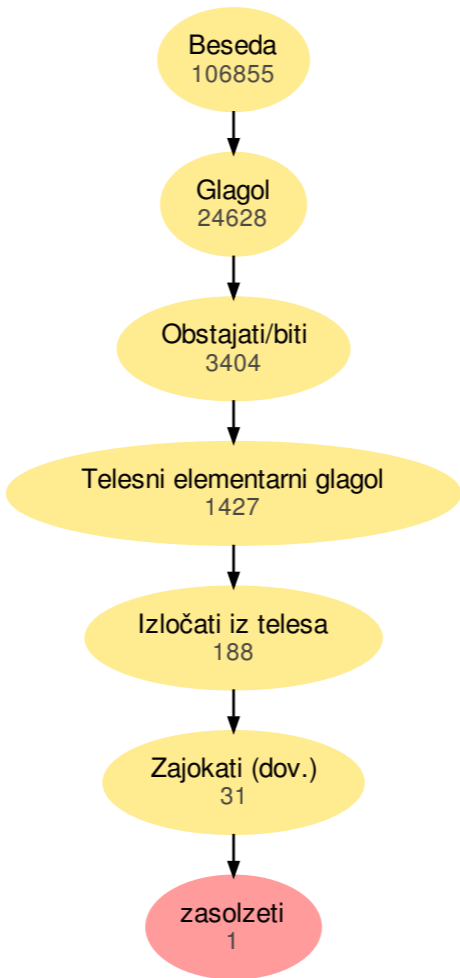 Beseda
106855
Glagol
24628
Obstajati/biti
3404
Telesni elementarni glagol
1427
Izločati iz telesa
188
Zajokati (dov.)
31
zasolzeti
1